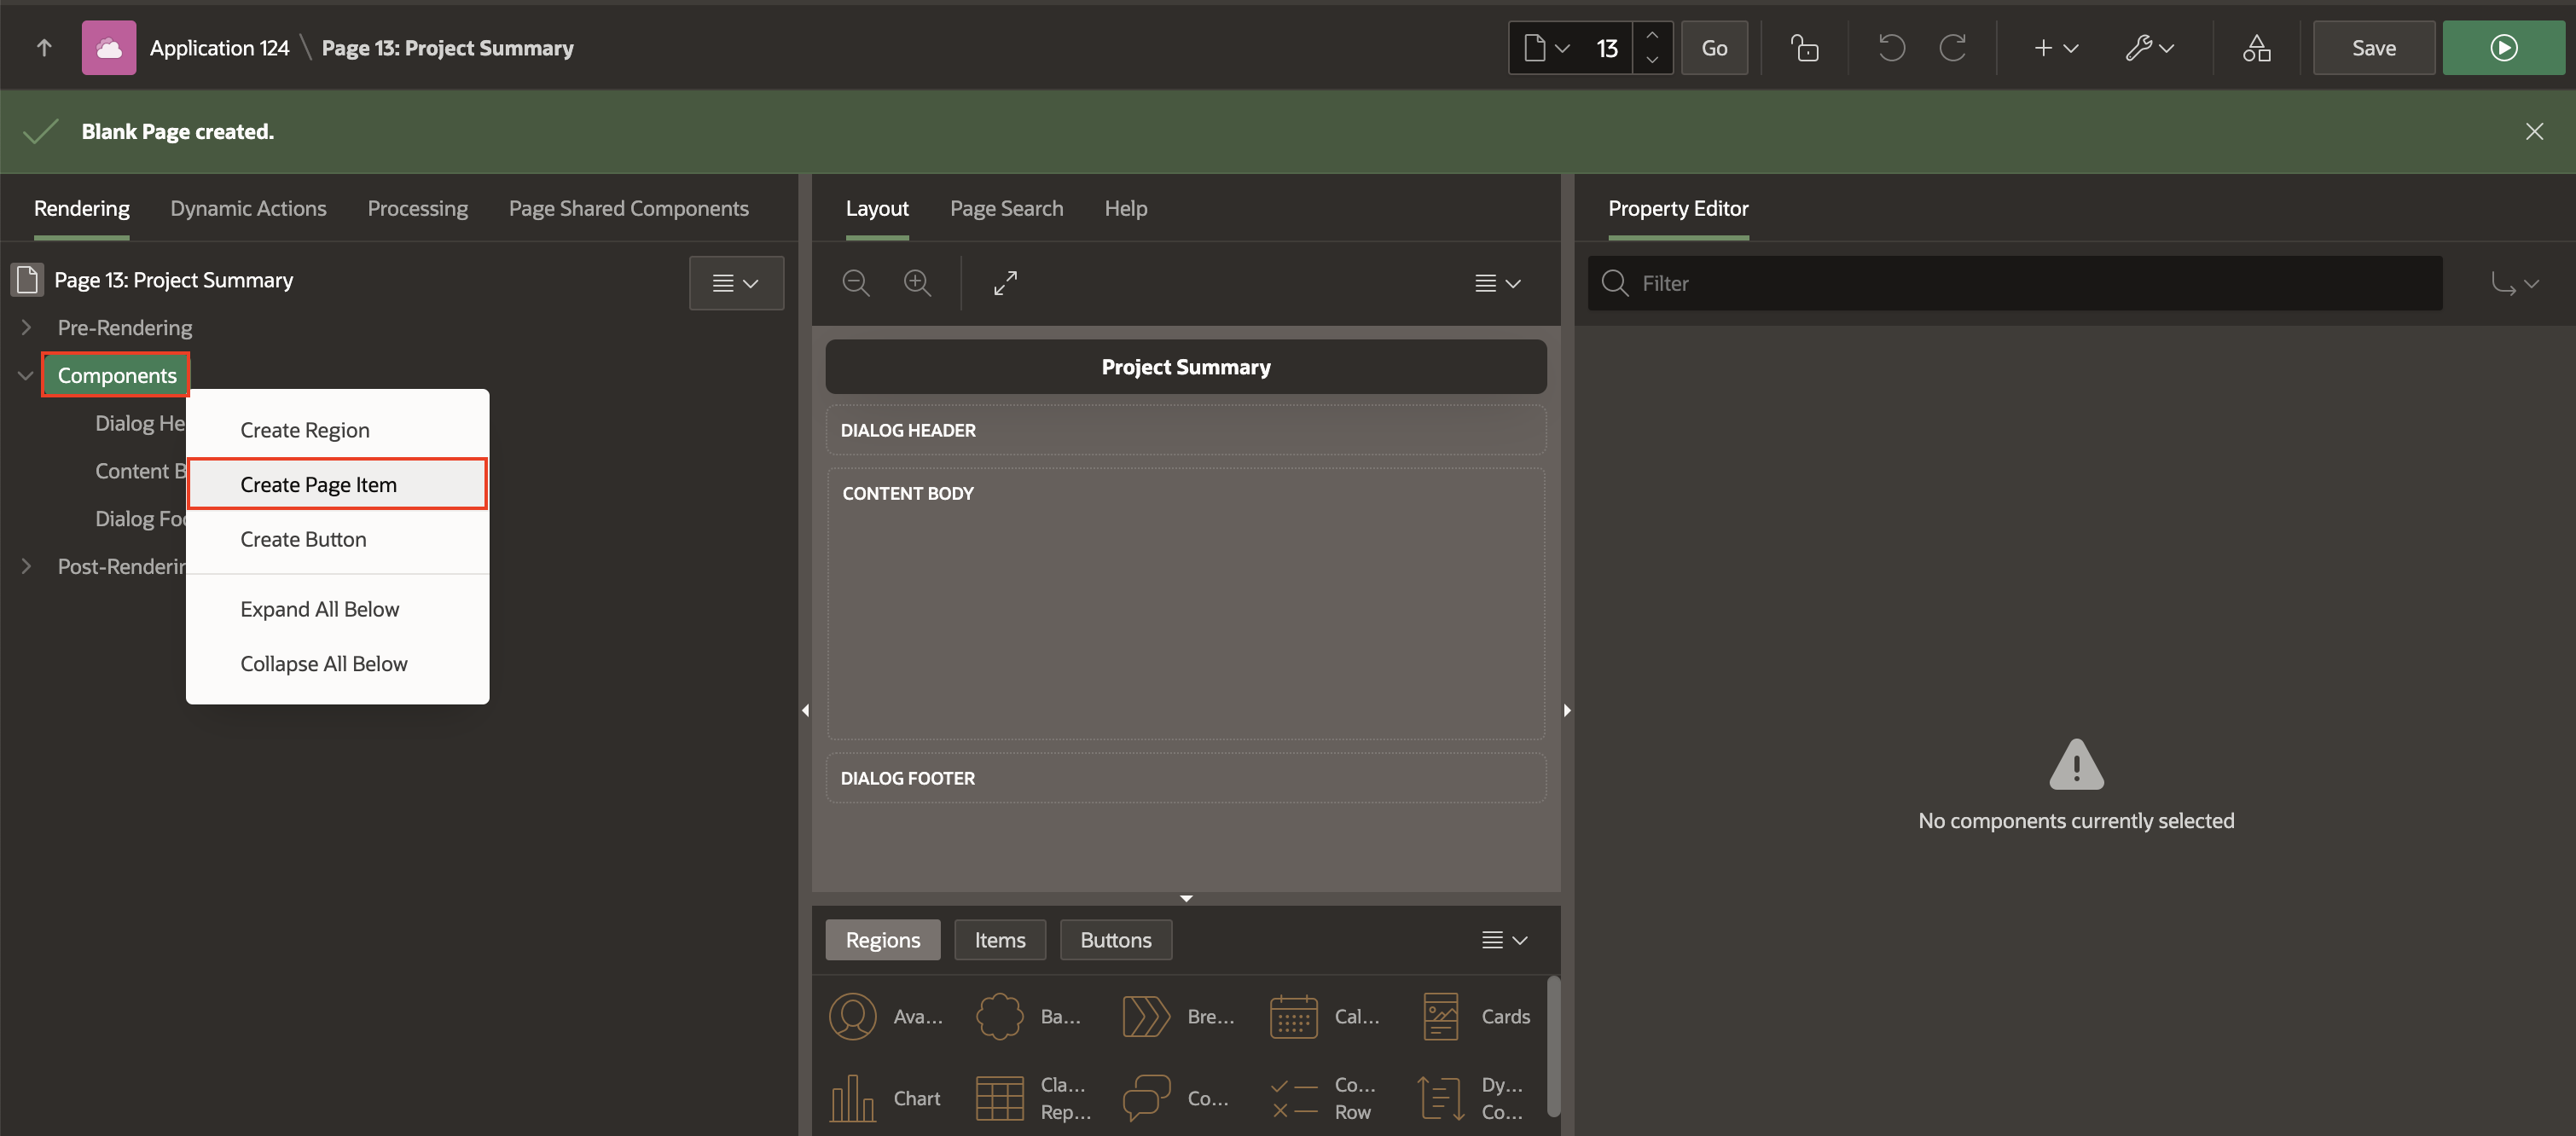 Application 124 \ Page 13: Project Summary
13
Go
Save
Blank Page created.
Rendering
Dynamic Actions
Processing
Page Shared Components
Layout
Page Search
Help
Property Editor
Page 13: Project Summary
Pre-Rendering
Components
Dialog He
Content B
Dialog Foo
Post-Renderin
Create Region
Create Page Item
Create Button
Expand All Below
Collapse All Below
Project Summary
DIALOG HEADER
CONTENT BODY
DIALOG FOOTER
Regions
Items
Buttons
Ava...
Ba...
Bre...
Cal...
Cards
Chart
Cla...
Rep...
Co...
Co...
Row
Dy...
Co...
Filter
No components currently selected